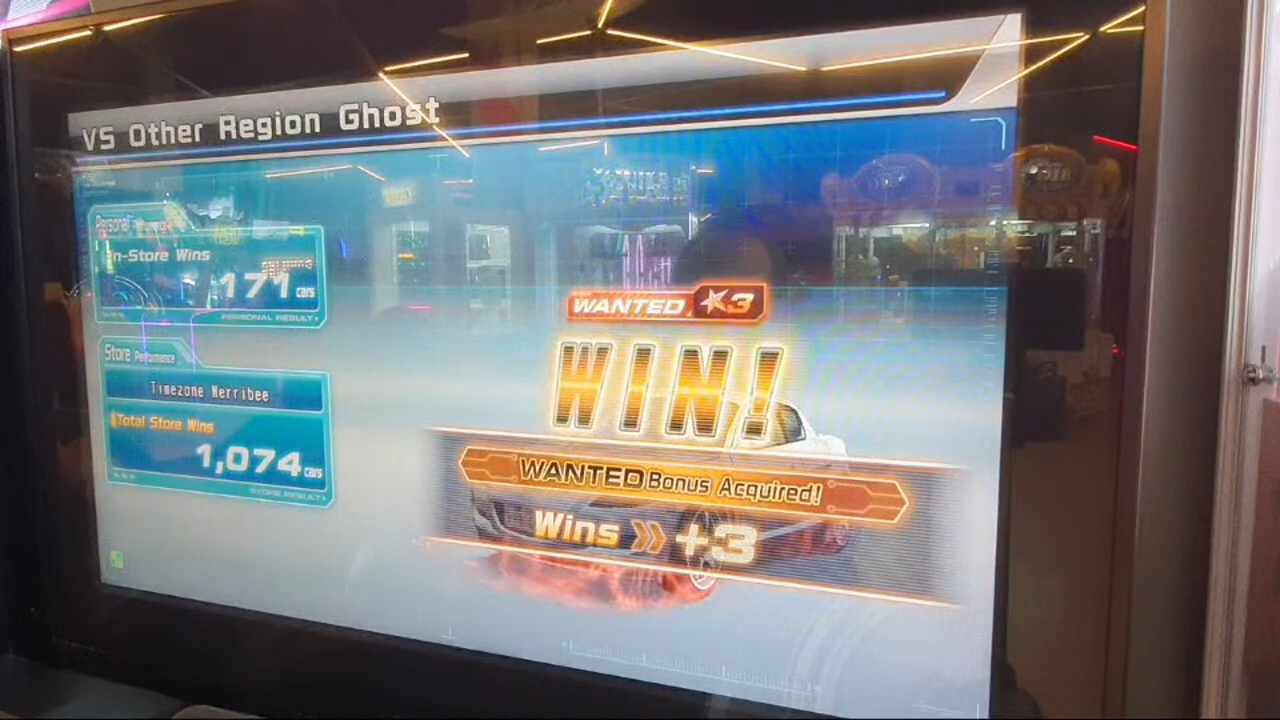 VS Other Region Ghost
Personal
In-Store Wins
171 cars
PERSONAL RESULT
Store Performance
Timezone Werribee
Total Store Wins
1,074 cars
STORE RESULT
WANTED ★3
WIN!
WANTED Bonus Acquired!
Wins » +3